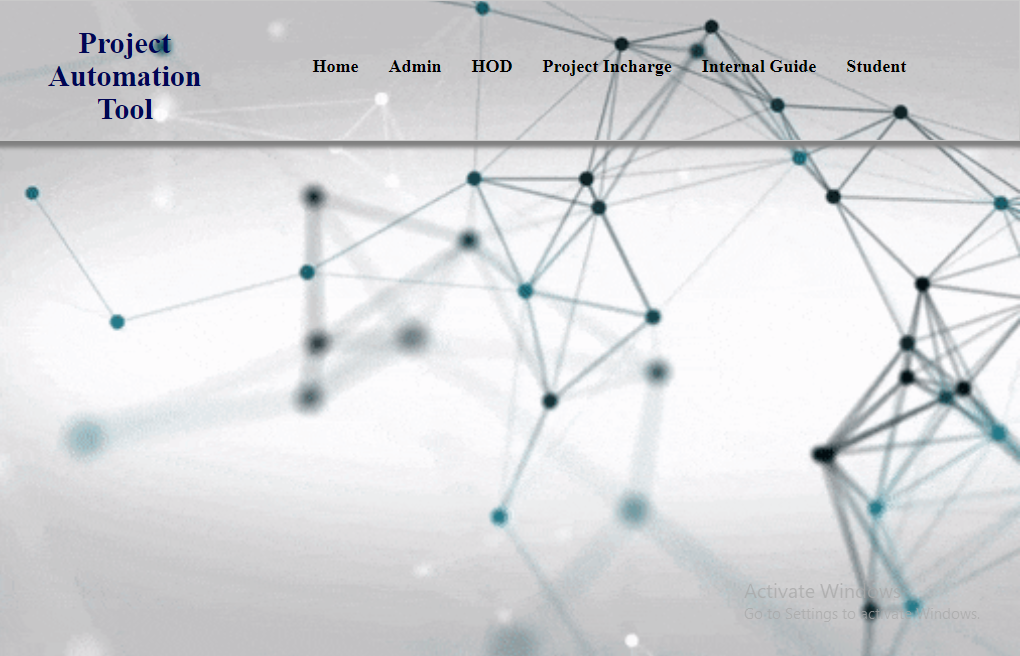 Project
Automation
Tool
Home Admin HOD Project Incharge Internal Guide Student
Activate Windows
Go to Settings to activate Windows.